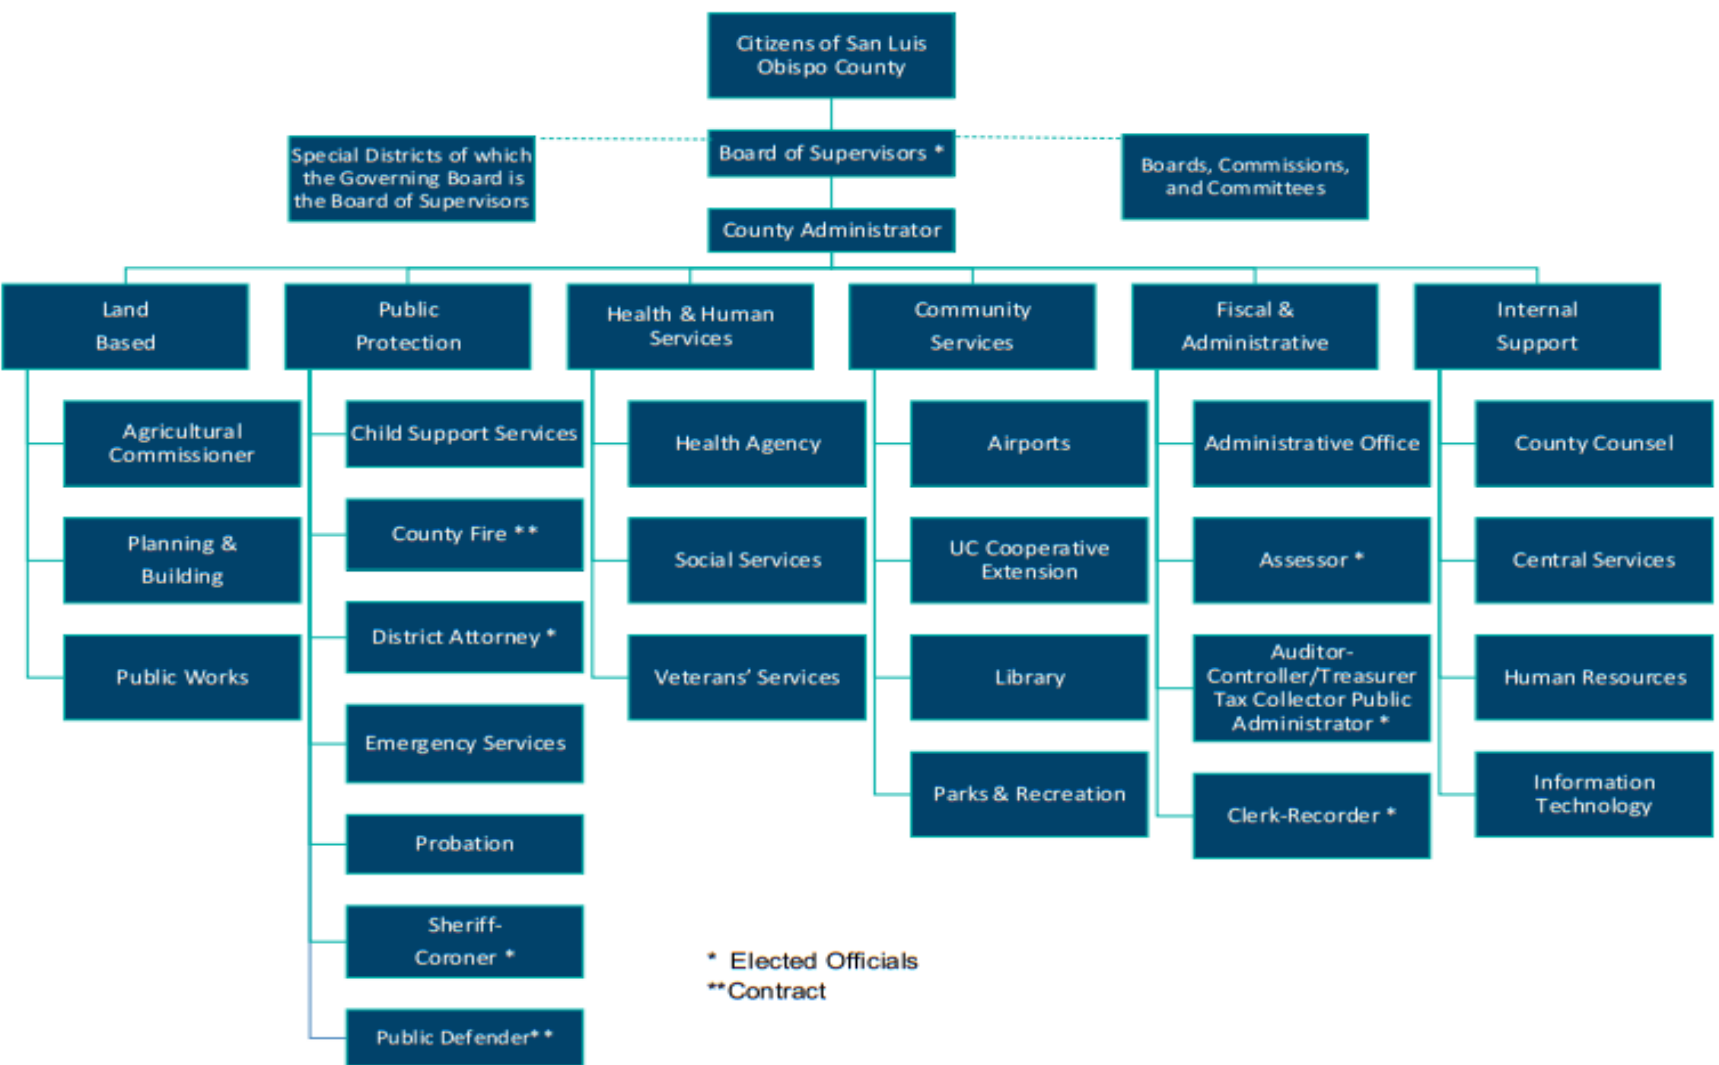 Citizens of San Luis
Obispo County
Special Districts of which
the Governing Board is
the Board of Supervisors
Board of Supervisors *
Boards, Commissions,
and Committees
County Administrator
Land
Based
Agricultural
Commissioner
Planning &
Building
Public Works
Public
Protection
Child Support Services
County Fire **
District Attorney *
Emergency Services
Probation
Sheriff-
Coroner *
Public Defender**
Health & Human
Services
Health Agency
Social Services
Veterans’ Services
Community
Services
Airports
UC Cooperative
Extension
Library
Parks & Recreation
Fiscal &
Administrative
Administrative Office
Assessor *
Auditor-
Controller/Treasurer
Tax Collector Public
Administrator *
Clerk-Recorder *
Internal
Support
County Counsel
Central Services
Human Resources
Information
Technology
* Elected Officials
**Contract